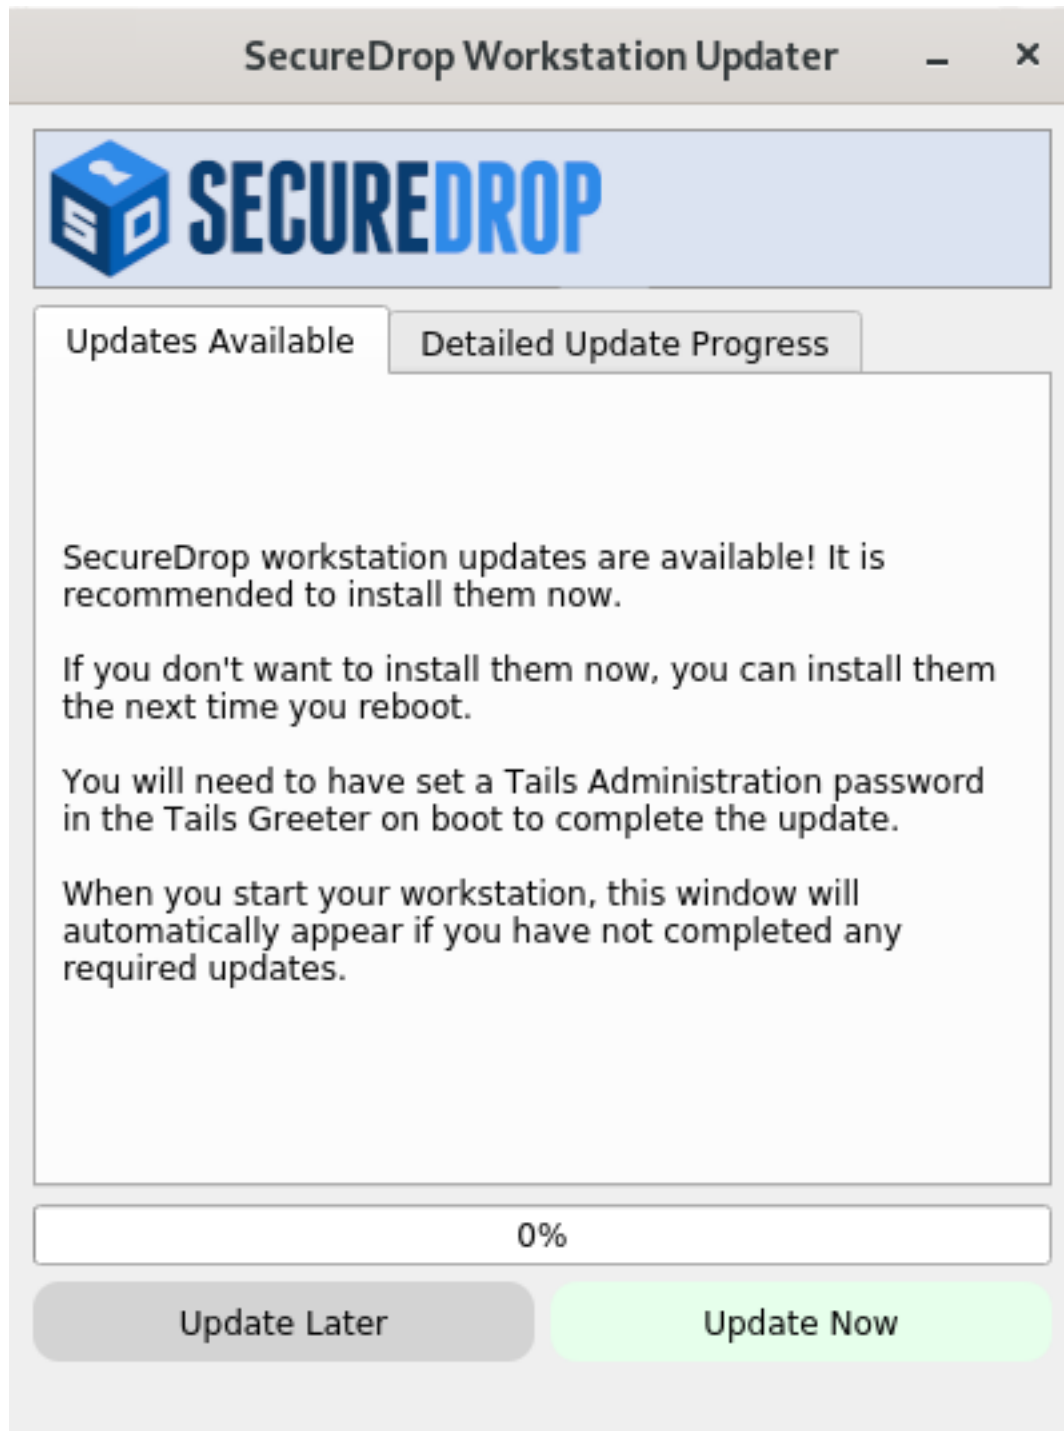 SecureDrop Workstation Updater
SECUREDROP
Updates Available
Detailed Update Progress
SecureDrop workstation updates are available! It is
recommended to install them now.
If you don't want to install them now, you can install them
the next time you reboot.
You will need to have set a Tails Administration password
in the Tails Greeter on boot to complete the update.
When you start your workstation, this window will
automatically appear if you have not completed any
required updates.
0%
Update Later
Update Now